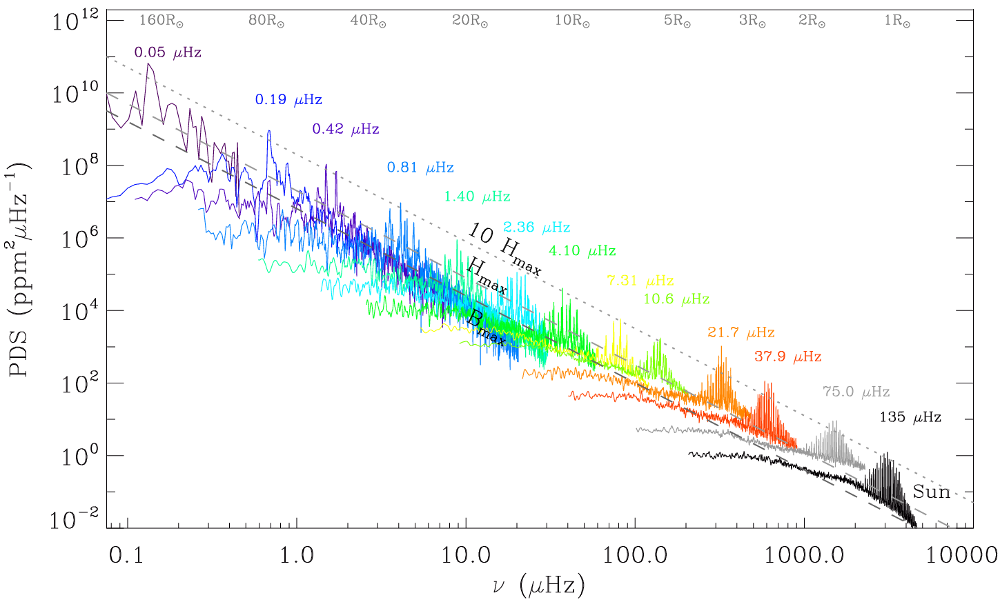 160R☉ 80R☉ 40R☉ 20R☉ 10R☉ 5R☉ 3R☉ 2R☉ 1R☉
10¹²
0.05 μHz
10¹⁰
0.19 μHz
0.42 μHz
10⁸
0.81 μHz
1.40 μHz
10⁶
10 Hmax
2.36 μHz
4.10 μHz
Hmax
7.31 μHz
10.6 μHz
10⁴
Bmax
21.7 μHz
37.9 μHz
10²
75.0 μHz
135 μHz
10⁰
Sun
10⁻²
PDS (ppm²μHz⁻¹)
0.1 1.0 10.0 100.0 1000.0 10000
ν (μHz)